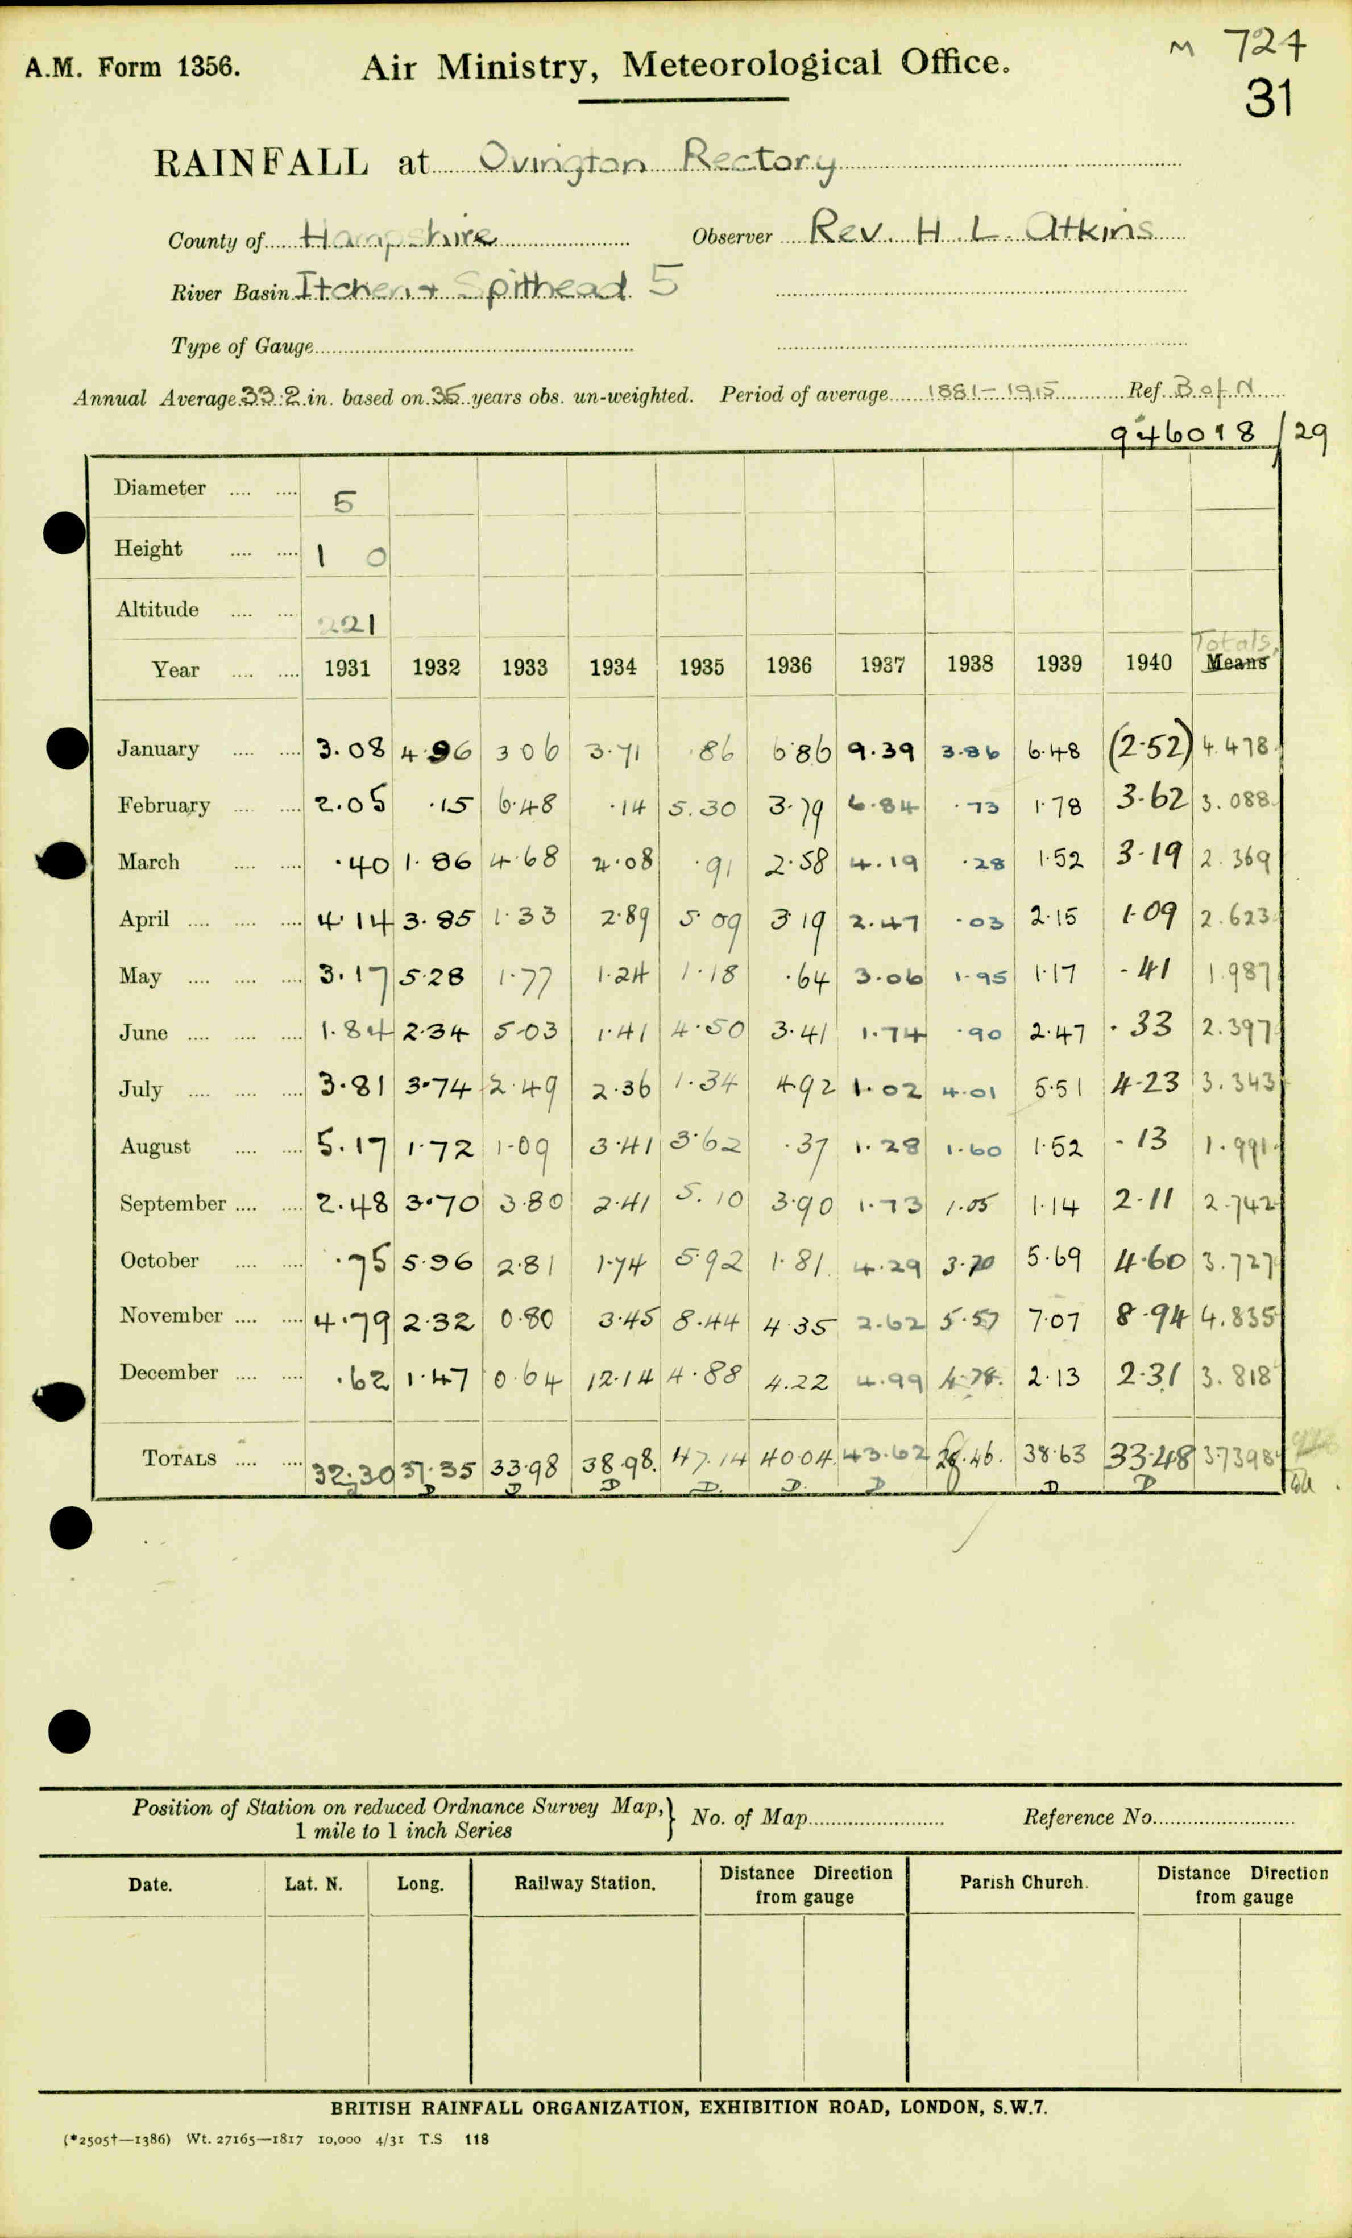 M 724
A.M. Form 1356. Air Ministry, Meteorological Office.
31
RAINFALL at Ovington Rectory
County of Hampshire Observer Rev. H. L. Atkins
River Basin Itchen + Spithead 5
Type of Gauge
Annual Average 33.2 in. based on 35 years obs. un-weighted. Period of average 1881-1915 Ref. B of N
946018/29
Diameter 5
Height 1 0
Altitude 221
Totals
Year 1931 1932 1933 1934 1935 1936 1937 1938 1939 1940 Means
January 3.08 4.96 3 06 3.71 .86 6.86 9.39 3.86 6.48 (2.52) 4.478
February 2.05 .15 6.48 .14 5.30 3.79 6.84 .73 1.78 3.62 3.088
March .40 1.86 4.68 2.08 .91 2.58 4.19 .28 1.52 3.19 2.369
April 4.14 3.85 1.33 2.89 5.09 3.19 2.47 .03 2.15 1.09 2.623
May 3.17 5.28 1.77 1.24 1.18 .64 3.06 1.95 1.17 .41 1.987
June 1.84 2.34 5.03 1.41 4.50 3.41 1.74 .90 2.47 .33 2.397
July 3.81 3.74 2.49 2.36 1.34 4.92 1.02 4.01 5.51 4.23 3.343
August 5.17 1.72 1.09 3.41 3.62 .37 1.28 1.60 1.52 .13 1.991
September 2.48 3.70 3.80 2.41 5.10 3.90 1.73 1.05 1.14 2.11 2.742
October .75 5.96 2.81 1.74 5.92 1.81 4.29 3.70 5.69 4.60 3.727
November 4.79 2.32 0.80 3.45 8.44 4.35 2.62 5.57 7.07 8.94 4.835
December .62 1.47 0.64 12.14 4.88 4.22 4.99 4.78 2.13 2.31 3.818
TOTALS 32.30 37.35 33.98 38.98. 47.14 40.04. 43.62 28.46. 38.63 33.48 37.398
D D D D D D D D
Position of Station on reduced Ordnance Survey Map, } No. of Map Reference No.
1 mile to 1 inch Series
Date. Lat. N. Long. Railway Station. Distance Direction from gauge Parish Church. Distance Direction from gauge
BRITISH RAINFALL ORGANIZATION, EXHIBITION ROAD, LONDON, S.W.7.
(*2505†—1386) Wt. 27165—1817 10,000 4/31 T.S 118